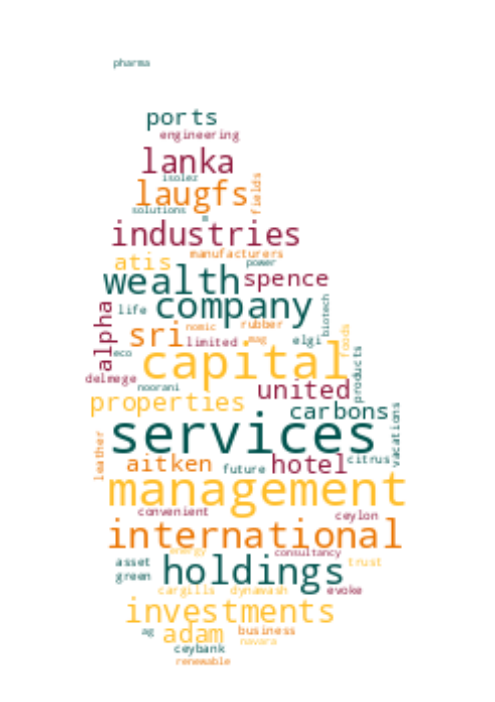 pharma
ports
engineering
lanka
isolez
laugfs
fields
solutions
industries
manufacturers
atis
power
wealth
spence
company
biotech
life
alpha
nomic
rubber
sri
limited
mag
elgi
foods
eco
capital
products
delmege
noorani
united
properties
carbons
vacations
services
leather
aitken
future
hotel
citrus
management
convenient
ceylon
international
energy
consultancy
asset
trust
green
holdings
cargills
dynawash
evoke
investments
ag
adam
business
navara
ceybank
renewable